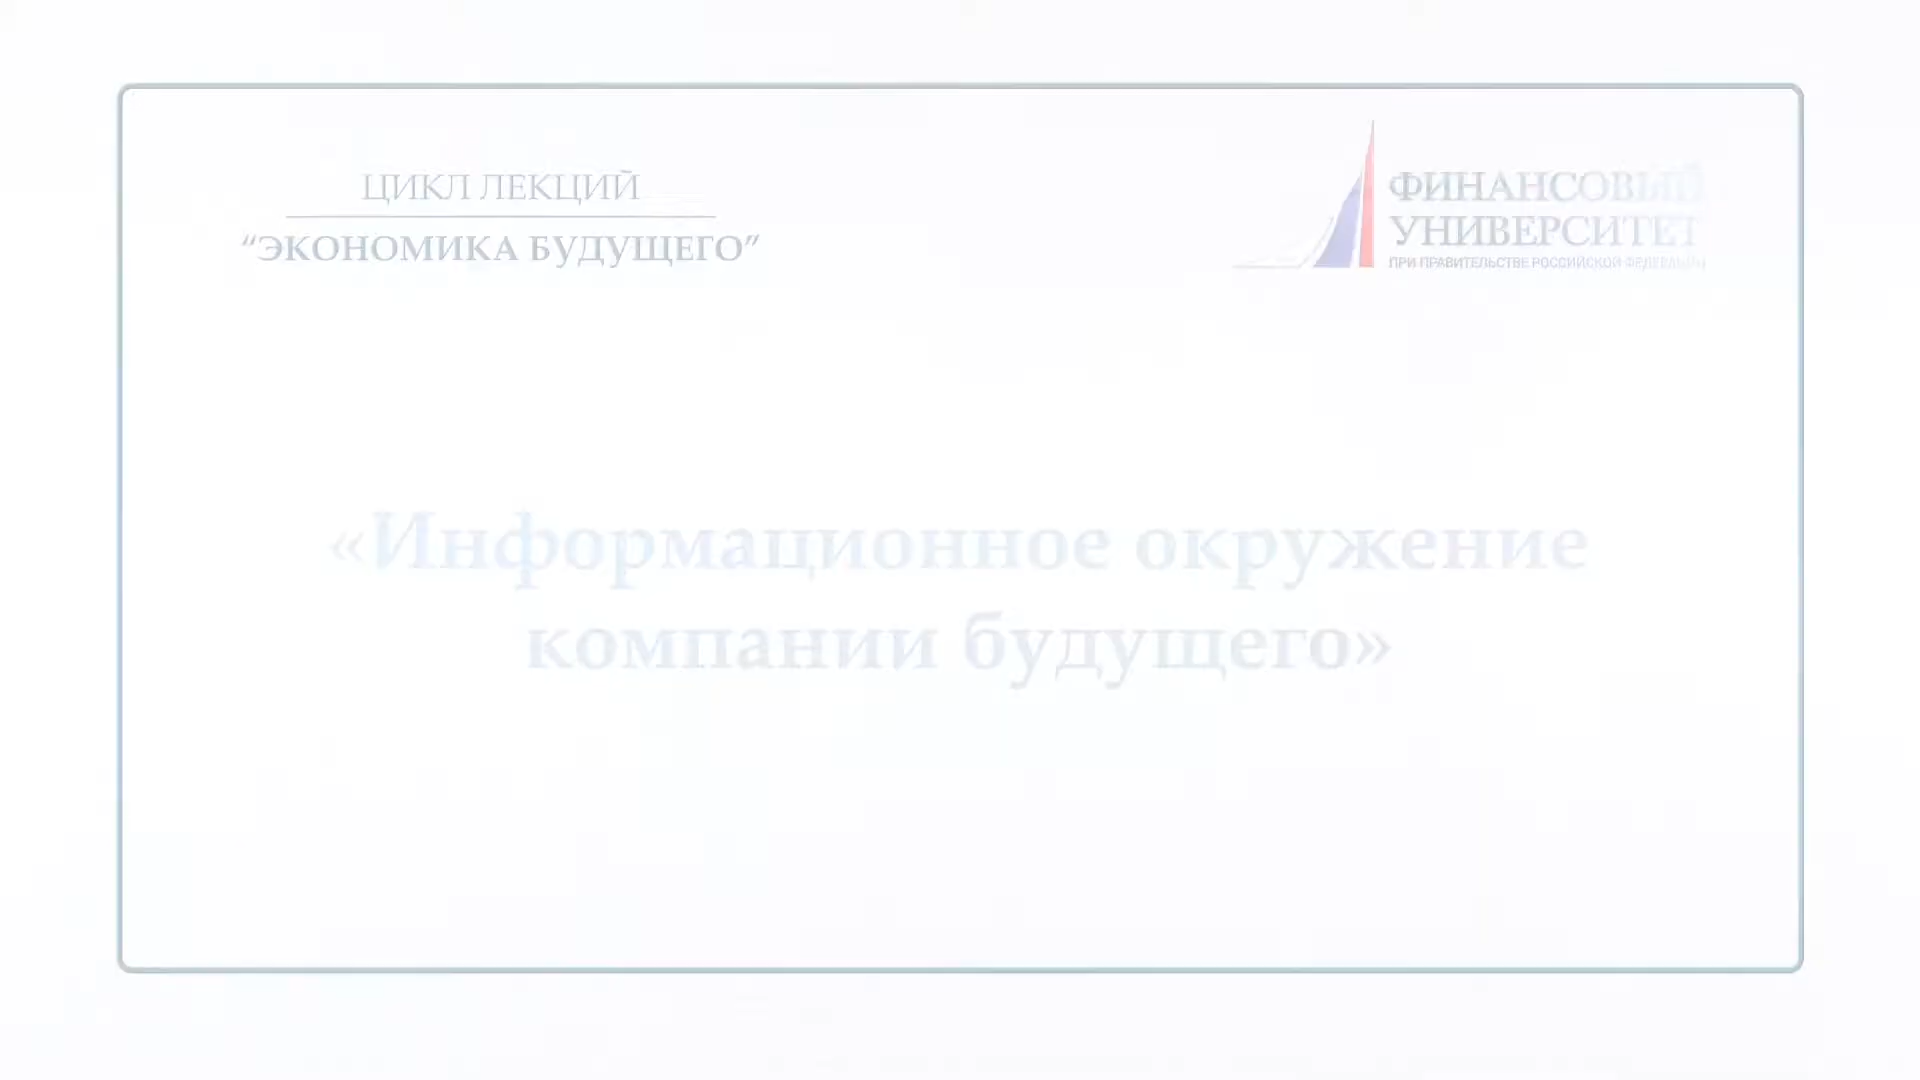 ЦИКЛ ЛЕКЦИЙ
“ЭКОНОМИКА БУДУЩЕГО”
ФИНАНСОВЫЙ
УНИВЕРСИТЕТ
ПРИ ПРАВИТЕЛЬСТВЕ РОССИЙСКОЙ ФЕДЕРАЦИИ
«Информационное окружение
компании будущего»